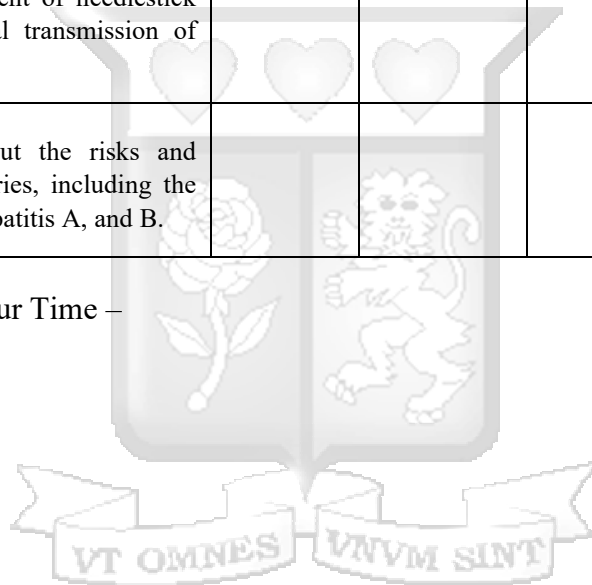 ent of needlestick
l transmission of
ut the risks and
ries, including the
patitis A, and B.
ur Time –
VT OMNES VNVM SINT